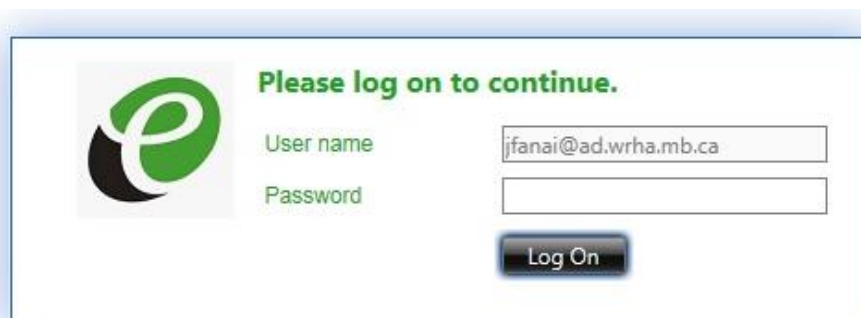 Please log on to continue.
User name jfanai@ad.wrha.mb.ca
Password
Log On